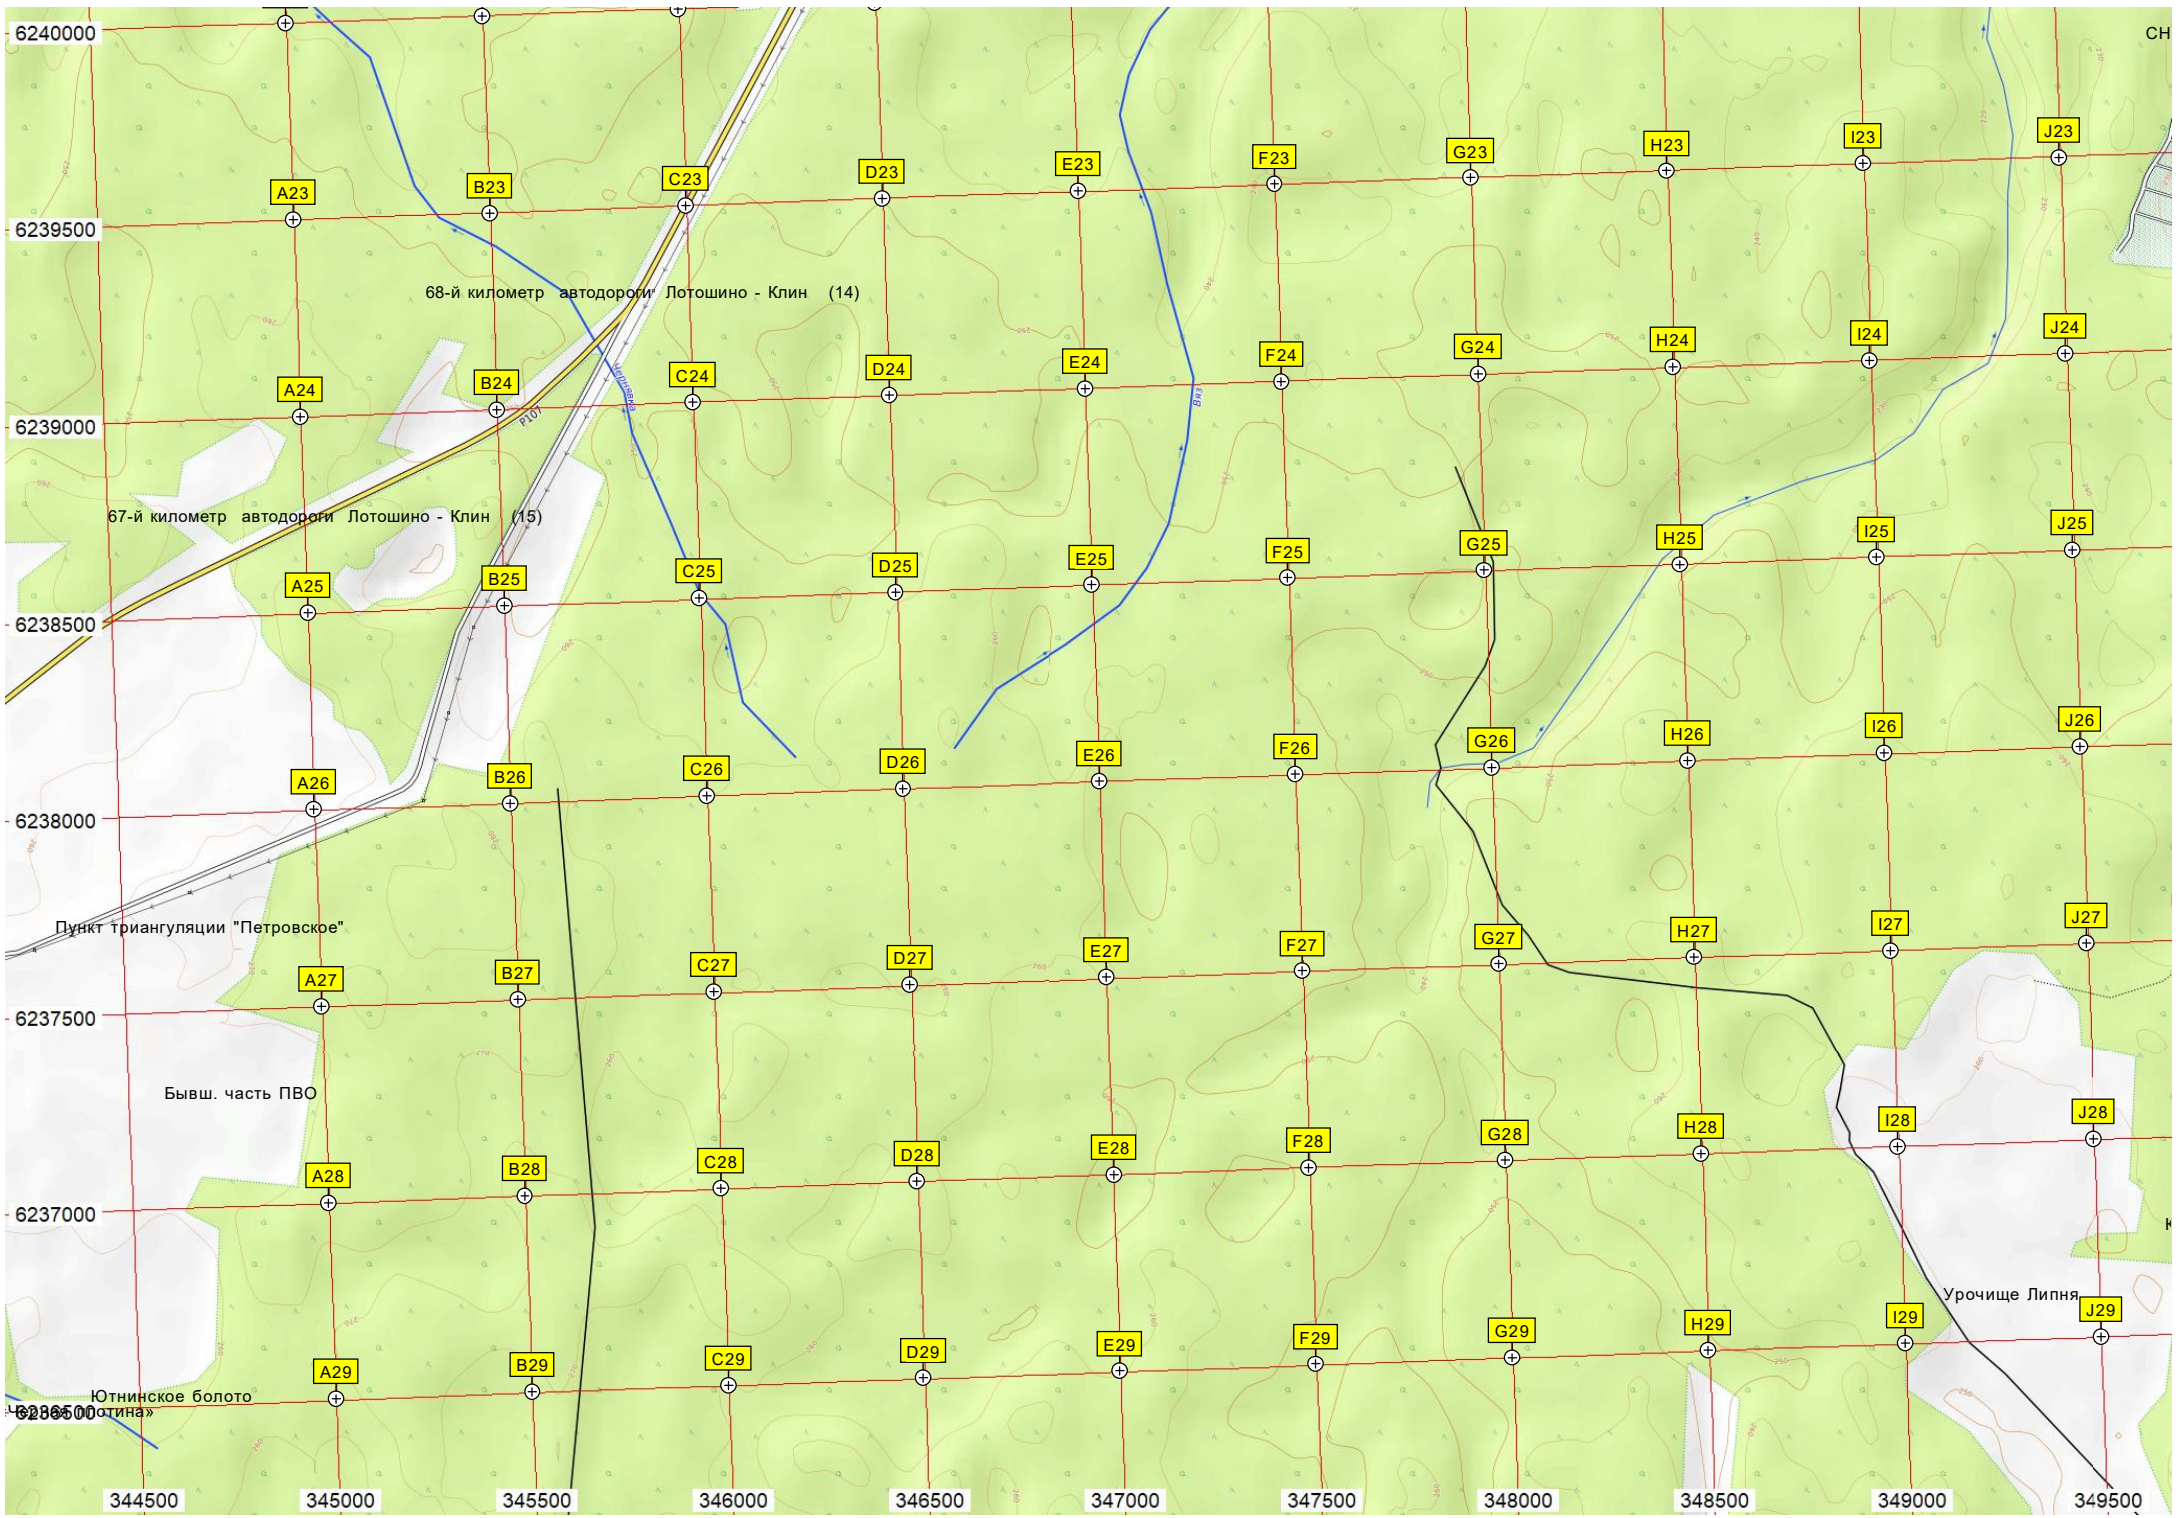 6240000
СН
A23 B23 C23 D23 E23 F23 G23 H23 I23 J23
6239500
68-й километр автодороги Лотошино - Клин (14)
A24 B24 C24 D24 E24 F24 G24 H24 I24 J24
Чернявка
Вяз
Р107
6239000
67-й километр автодороги Лотошино - Клин (15)
A25 B25 C25 D25 E25 F25 G25 H25 I25 J25
6238500
A26 B26 C26 D26 E26 F26 G26 H26 I26 J26
6238000
Пункт триангуляции "Петровское"
A27 B27 C27 D27 E27 F27 G27 H27 I27 J27
6237500
Бывш. часть ПВО
A28 B28 C28 D28 E28 F28 G28 H28 I28 J28
6237000
Урочище Липня
A29 B29 C29 D29 E29 F29 G29 H29 I29 J29
Ютнинское болото
6236500
344500 345000 345500 346000 346500 347000 347500 348000 348500 349000 349500